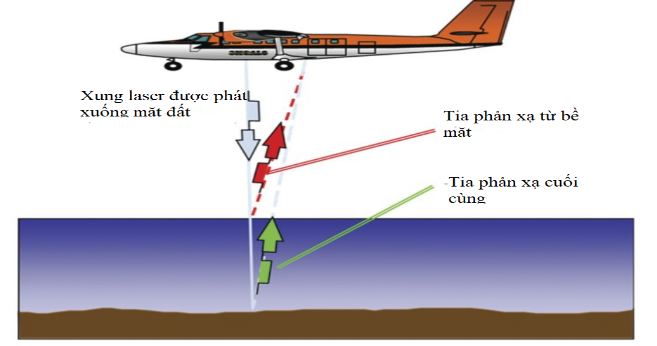 Xung laser được phát
xuống mặt đất
Tia phản xạ từ bề
mặt
-Tia phản xạ cuối
cùng